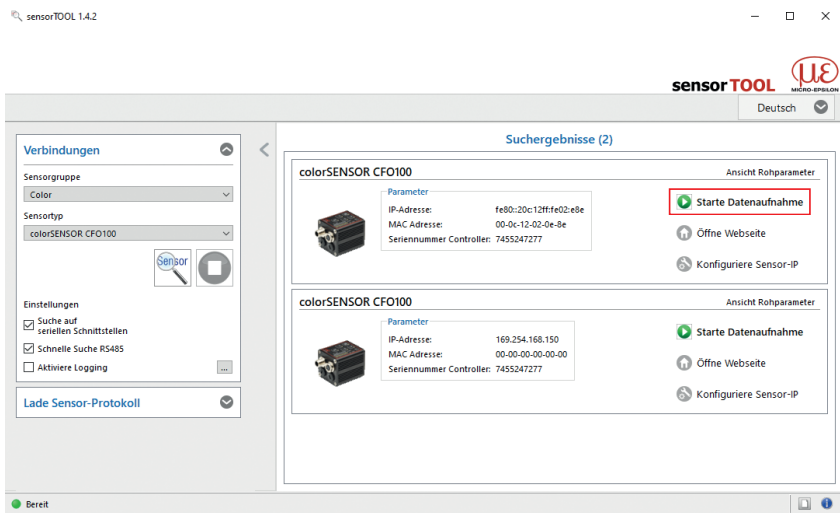 sensorTOOL 1.4.2
sensorTOOL
με
MICRO-EPSILON
Deutsch
Verbindungen
Sensorgruppe
Color
Sensortyp
colorSENSOR CFO100
Sensor
Einstellungen
Suche auf
seriellen Schnittstellen
Schnelle Suche RS485
Aktiviere Logging
...
Lade Sensor-Protokoll
Suchergebnisse (2)
colorSENSOR CFO100
Ansicht Rohparameter
Parameter
IP-Adresse: fe80::20c:12ff:fe02:e8e
MAC Adresse: 00-0c-12-02-0e-8e
Seriennummer Controller: 7455247277
Starte Datenaufnahme
Öffne Webseite
Konfiguriere Sensor-IP
colorSENSOR CFO100
Ansicht Rohparameter
Parameter
IP-Adresse: 169.254.168.150
MAC Adresse: 00-00-00-00-00-00
Seriennummer Controller: 7455247277
Starte Datenaufnahme
Öffne Webseite
Konfiguriere Sensor-IP
Bereit